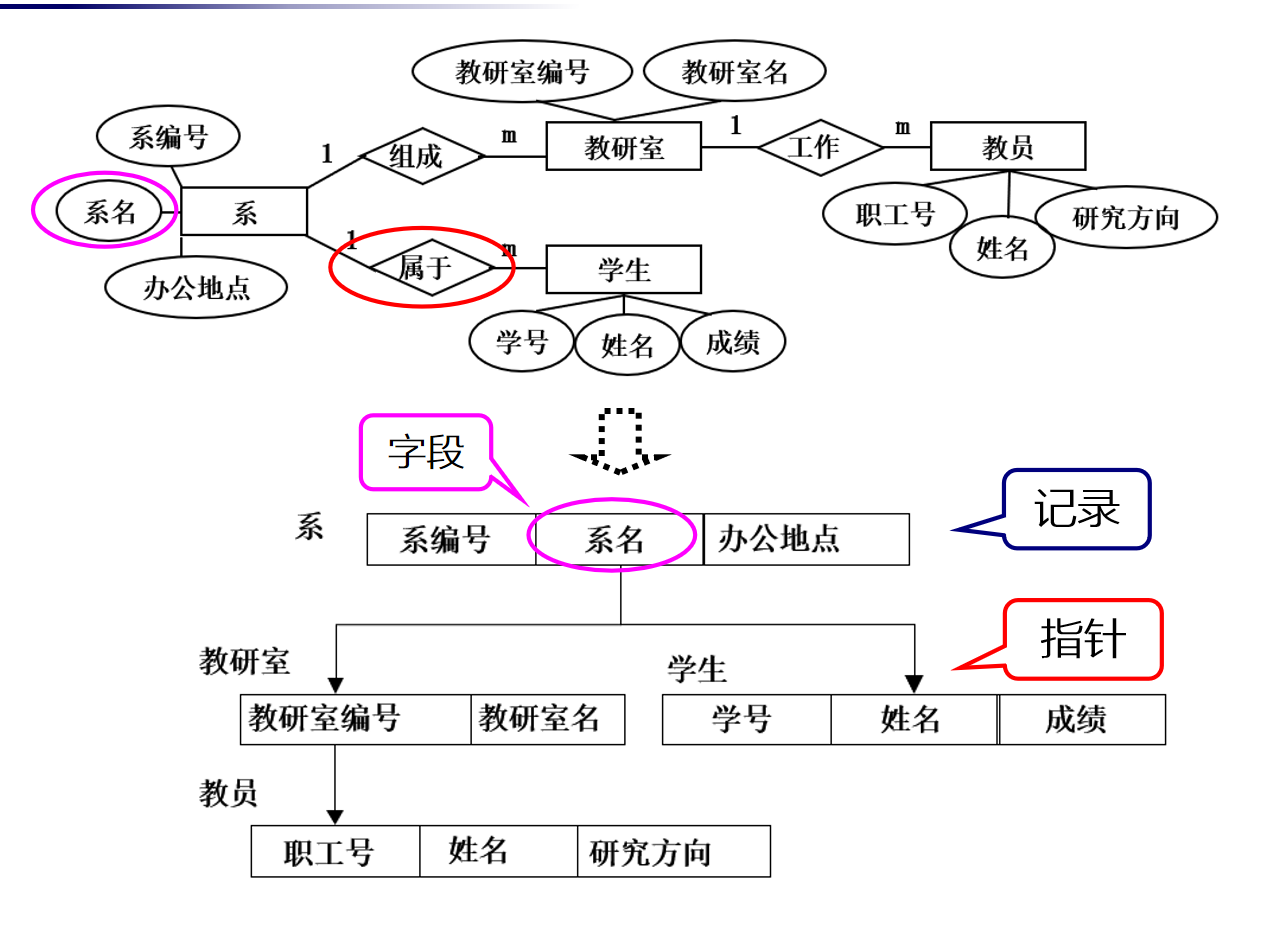 教研室编号 教研室名
系编号
1 组成 m 教研室 1 工作 m 教员
系名 系
职工号 姓名 研究方向
1 属于 m 学生
办公地点
学号 姓名 成绩
字段
记录
系 系编号 系名 办公地点
指针
教研室 学生
教研室编号 教研室名 学号 姓名 成绩
教员
职工号 姓名 研究方向